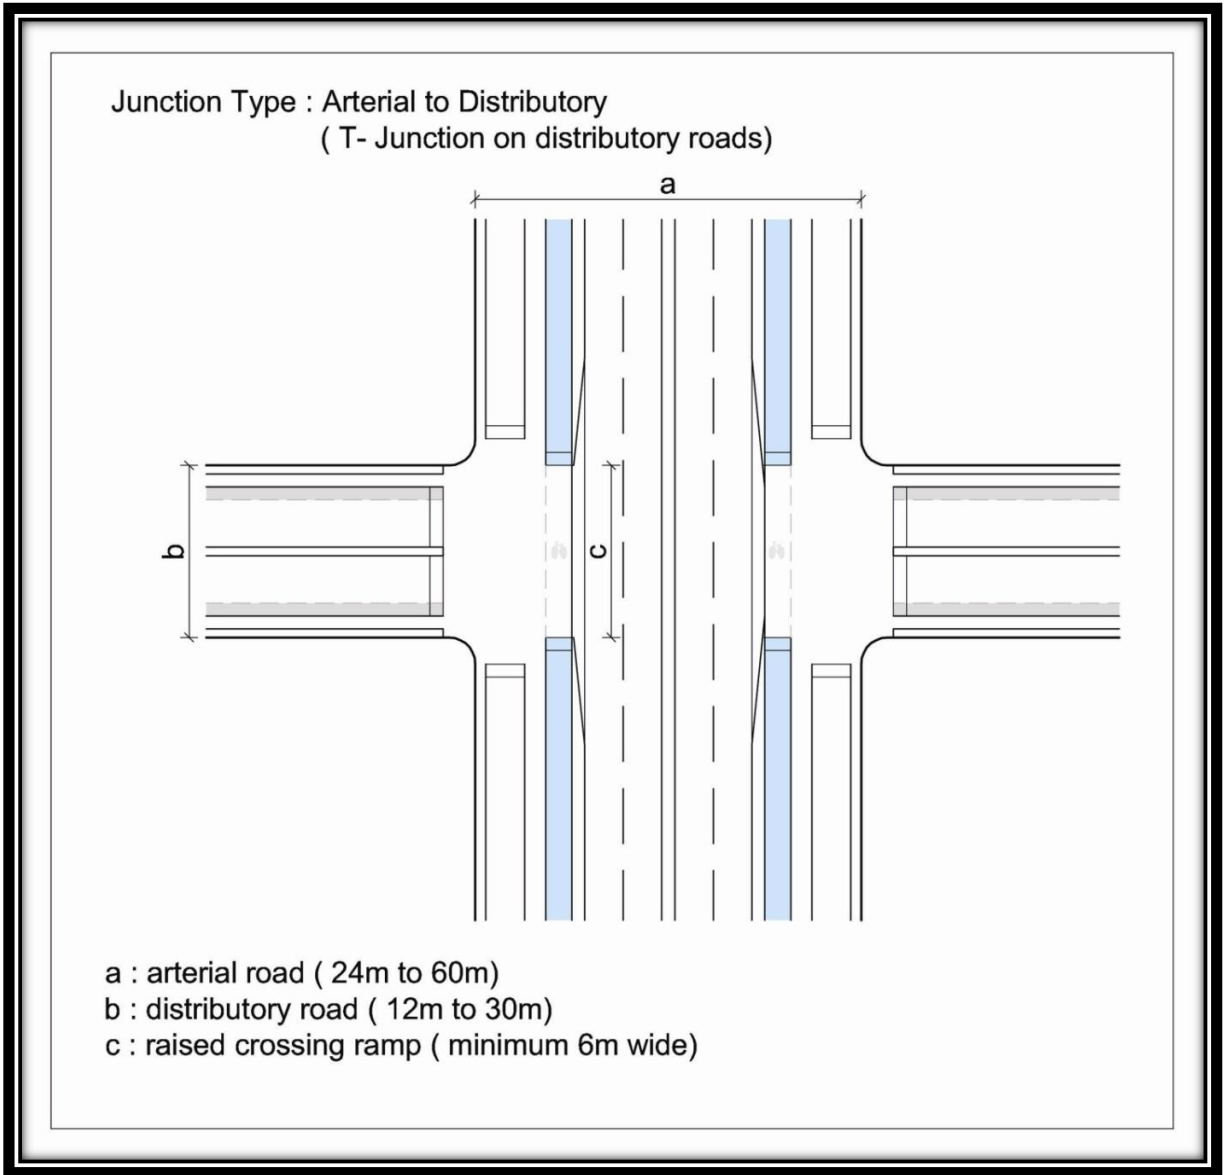 Junction Type : Arterial to Distributory
( T- Junction on distributory roads)
a
b
c
a : arterial road ( 24m to 60m)
b : distributory road ( 12m to 30m)
c : raised crossing ramp ( minimum 6m wide)